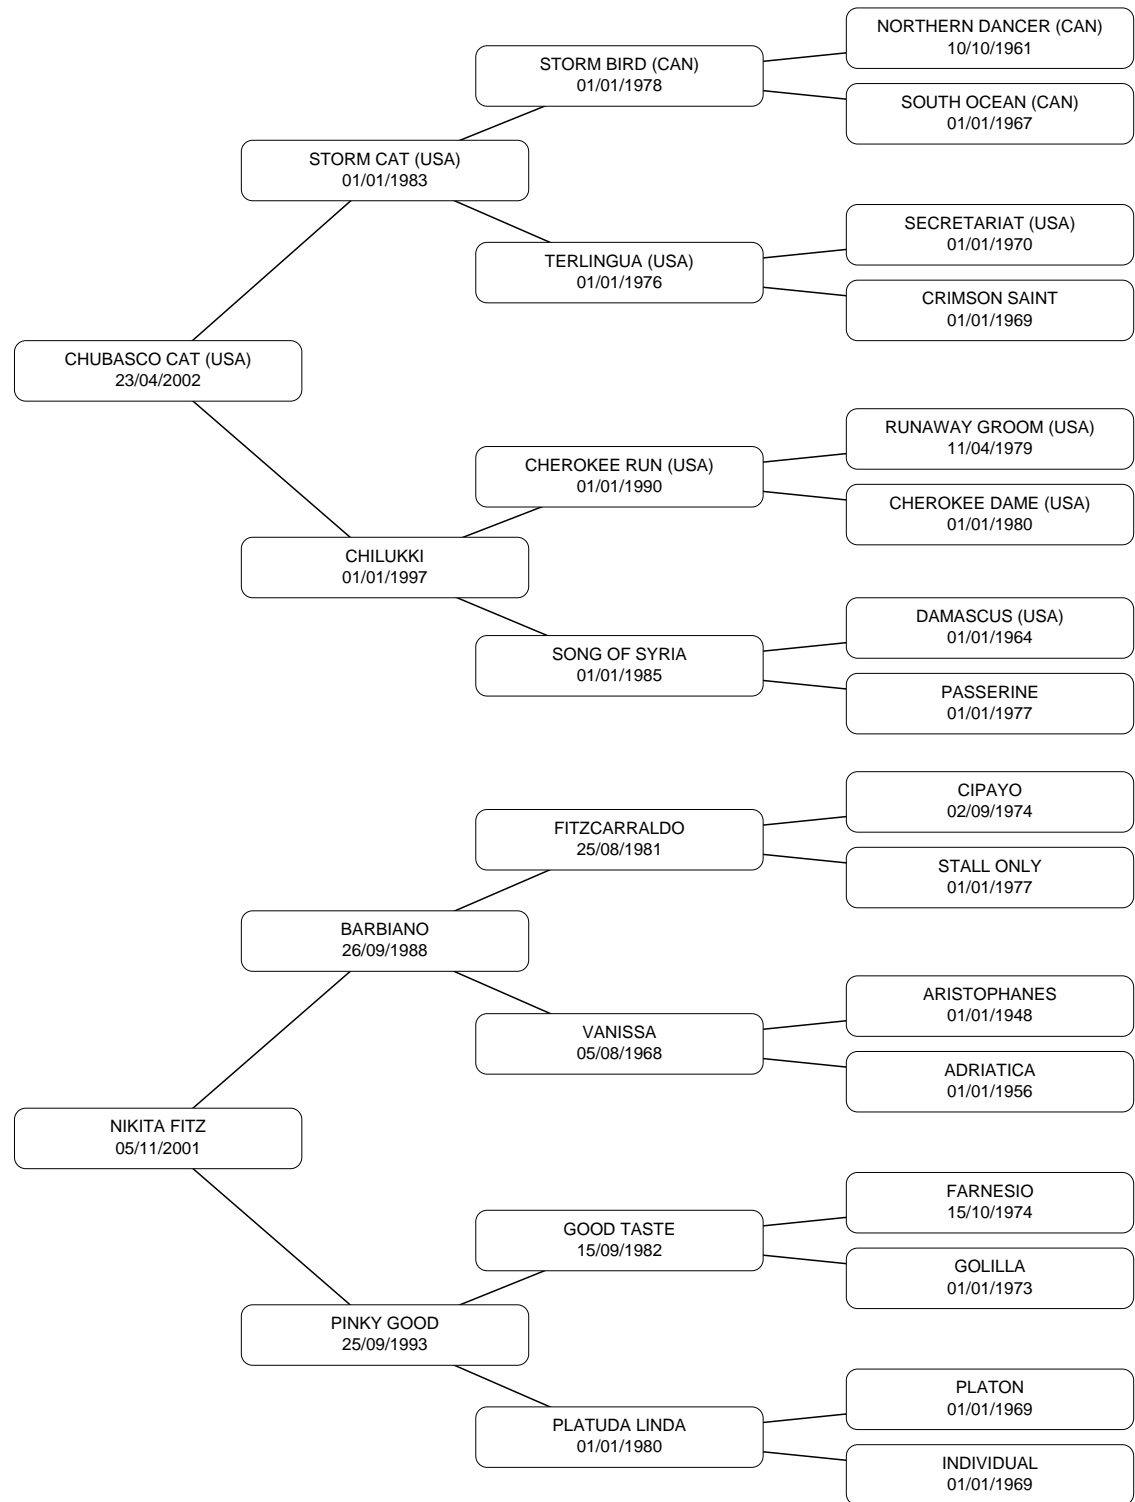 NORTHERN DANCER (CAN)
10/10/1961
STORM BIRD (CAN)
01/01/1978
SOUTH OCEAN (CAN)
01/01/1967
STORM CAT (USA)
01/01/1983
SECRETARIAT (USA)
01/01/1970
TERLINGUA (USA)
01/01/1976
CRIMSON SAINT
01/01/1969
CHUBASCO CAT (USA)
23/04/2002
RUNAWAY GROOM (USA)
11/04/1979
CHEROKEE RUN (USA)
01/01/1990
CHEROKEE DAME (USA)
01/01/1980
CHILUKKI
01/01/1997
DAMASCUS (USA)
01/01/1964
SONG OF SYRIA
01/01/1985
PASSERINE
01/01/1977
CIPAYO
02/09/1974
FITZCARRALDO
25/08/1981
STALL ONLY
01/01/1977
BARBIANO
26/09/1988
ARISTOPHANES
01/01/1948
VANISSA
05/08/1968
ADRIATICA
01/01/1956
NIKITA FITZ
05/11/2001
FARNESIO
15/10/1974
GOOD TASTE
15/09/1982
GOLILLA
01/01/1973
PINKY GOOD
25/09/1993
PLATON
01/01/1969
PLATUDA LINDA
01/01/1980
INDIVIDUAL
01/01/1969